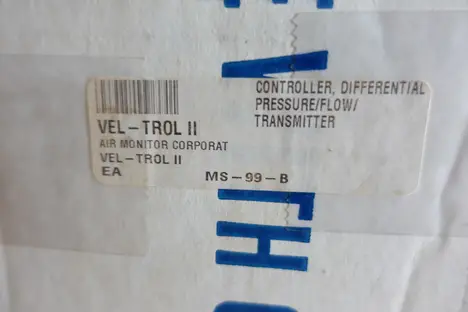 CONTROLLER, DIFFERENTIAL
PRESSURE/FLOW/
TRANSMITTER
VEL-TROL II
AIR MONITOR CORPORAT
VEL-TROL II
EA MS-99-B